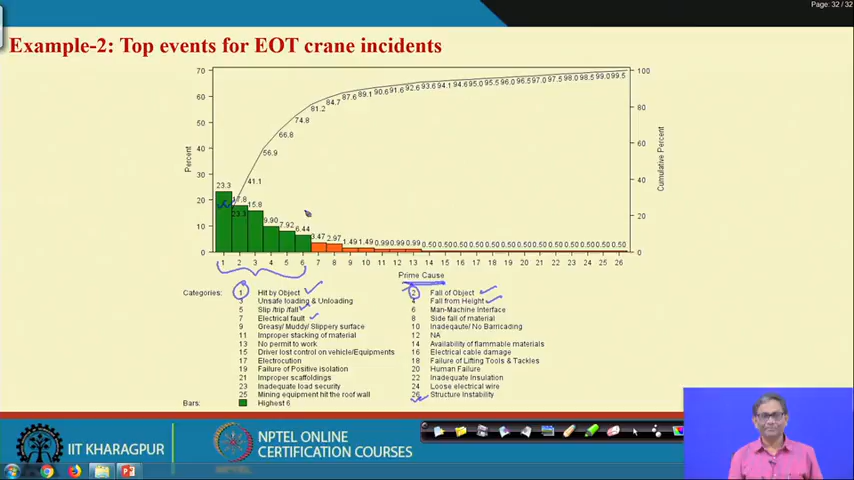 Page: 32 / 32
Example-2: Top events for EOT crane incidents
70
60
50
40
30
20
10
0
Percent
100
80
60
40
20
0
Cumulative Percent
23.3
41.1
56.9
66.8
74.8
81.2
84.7
87.6
89.1
90.6
91.6
92.6
93.6
94.1
94.6
95.0
95.5
96.0
96.5
97.0
97.5
98.0
98.5
99.0
99.5
23.3
17.8
15.8
9.90
7.92
6.44
3.47
2.97
1.49
1.49
0.99
0.99
0.99
0.50
0.50
0.50
0.50
0.50
0.50
0.50
0.50
0.50
0.50
0.50
0.50
0.50
1 2 3 4 5 6 7 8 9 10 11 12 13 14 15 16 17 18 19 20 21 22 23 24 25 26
Prime Cause
Categories: 1 Hit by Object 2 Fall of Object
3 Unsafe loading & Unloading 4 Fall from Height
5 Slip /trip /fall 6 Man-Machine Interface
7 Electrical fault 8 Side fall of material
9 Greasy/ Muddy/ Slippery surface 10 Inadeqaute/ No Barricading
11 Improper stacking of material 12 NA
13 No permit to work 14 Availability of flammable materials
15 Driver lost control on vehicle/Equipments 16 Electrical cable damage
17 Electrocution 18 Failure of Lifting Tools & Tackles
19 Failure of Positive isolation 20 Human Failure
21 Improper scaffoldings 22 Inadequate Insulation
23 Inadequate load security 24 Loose electrical wire
25 Mining equipment hit the roof wall 26 Structure Instability
Bars: Highest 6
IIT KHARAGPUR
NPTEL ONLINE
CERTIFICATION COURSES